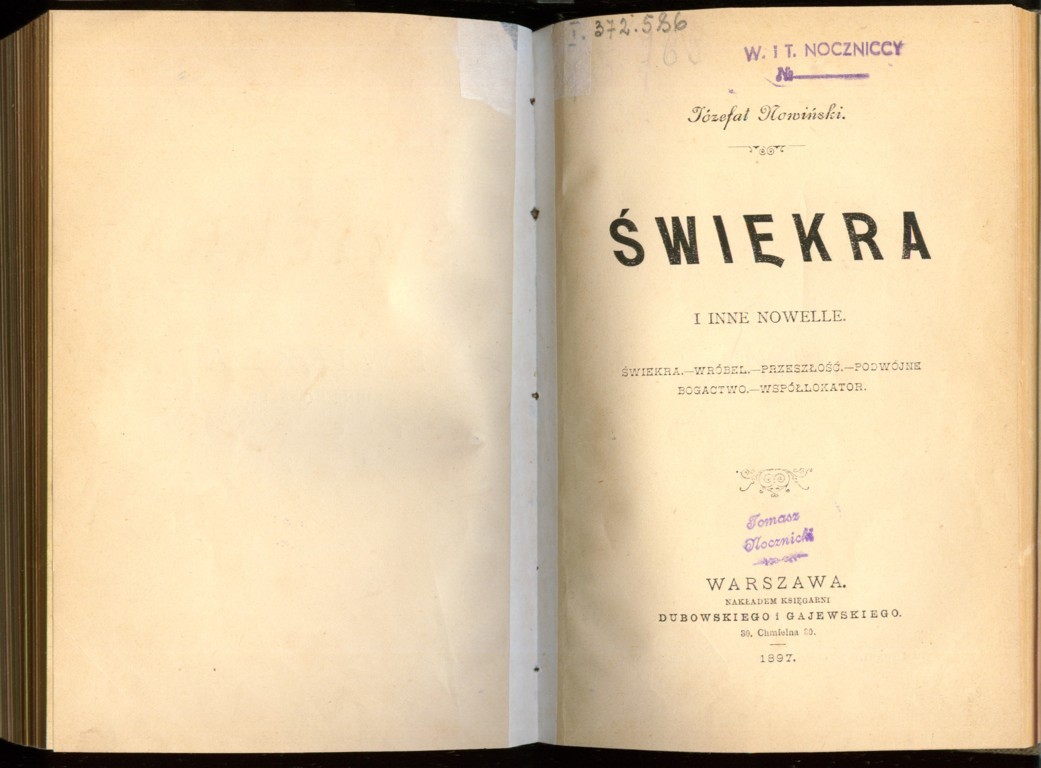 I. 372.586
W. I T. NOCZNICCY
№
Józefat Nowiński.
ŚWIEKRA
I INNE NOWELLE.
ŚWIEKRA.—WRÓBEL.—PRZESZŁOŚĆ.—PODWÓJNE
BOGACTWO.—WSPÓŁLOKATOR.
Tomasz
Nocznicki
WARSZAWA.
NAKŁADEM KSIĘGARNI
DUBOWSKIEGO i GAJEWSKIEGO.
30, Chmielna 30.
1897.